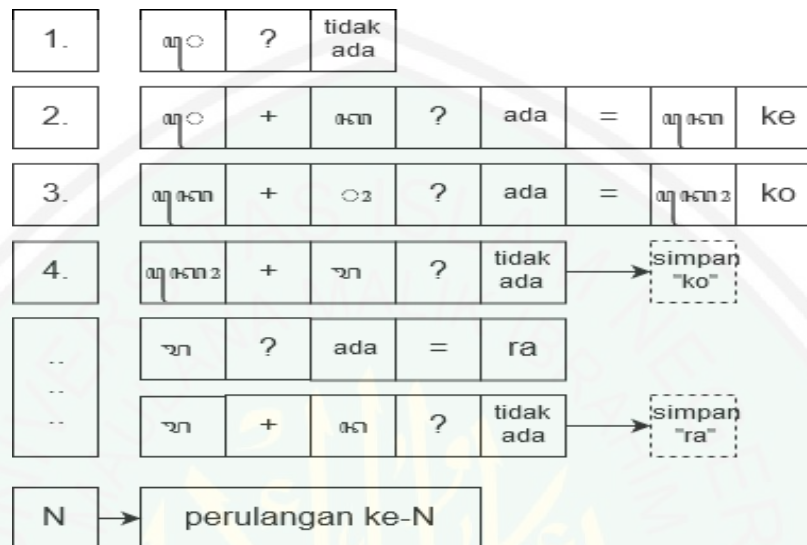 1. ꦺ ? tidak ada
2. ꦺ + ꦏ ? ada = ꦏꦺ ke
3. ꦏꦺ + ꦴ ? ada = ꦏꦺꦴ ko
4. ꦏꦺꦴ + ꦫ ? tidak ada simpan "ko"
ꦫ ? ada = ra
ꦫ + ꦤ ? tidak ada simpan "ra"
N perulangan ke-N